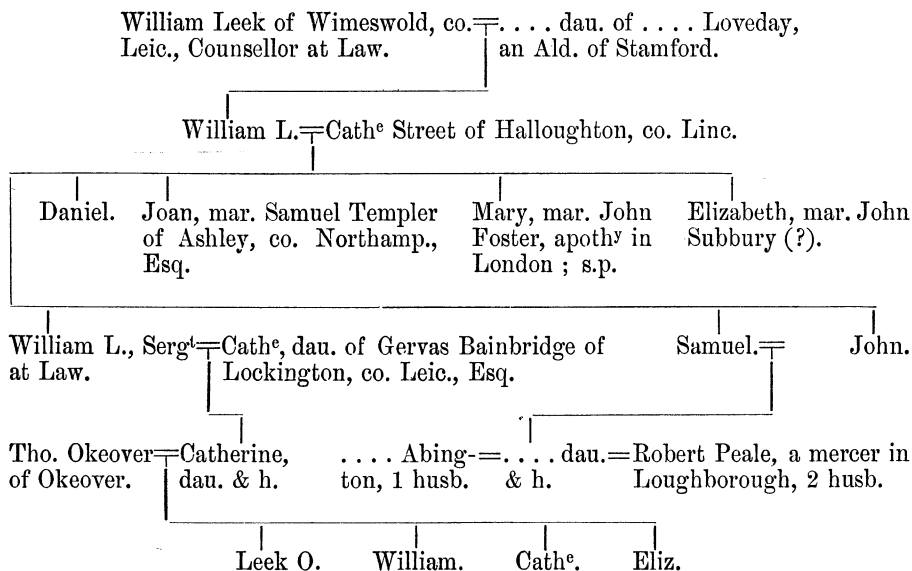 William Leek of Wimeswold, co.=. . . . dau. of . . . . Loveday,
Leic., Counsellor at Law. an Ald. of Stamford.
William L.=Cathᵉ Street of Halloughton, co. Linc.
Daniel. Joan, mar. Samuel Templer Mary, mar. John Elizabeth, mar. John
of Ashley, co. Northamp., Foster, apothʸ in Subbury (?).
Esq. London ; s.p.
William L., Sergᵗ=Cathᵉ, dau. of Gervas Bainbridge of Samuel.= John.
at Law. Lockington, co. Leic., Esq.
Tho. Okeover=Catherine, . . . . Abing-=. . . . dau.=Robert Peale, a mercer in
of Okeover. dau. & h. ton, 1 husb. & h. Loughborough, 2 husb.
Leek O. William. Cathᵉ. Eliz.